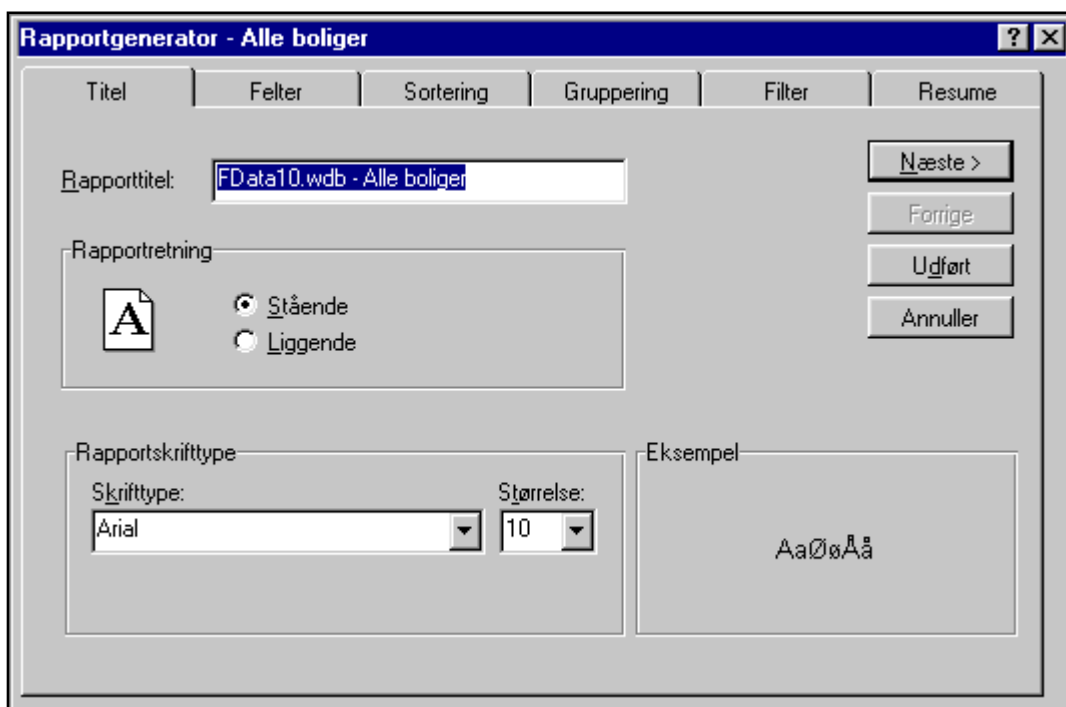 Rapportgenerator - Alle boliger
Titel Felter Sortering Gruppering Filter Resume
Rapporttitel: FData10.wdb - Alle boliger
Næste >
Forrige
Udført
Annuller
Rapportretning
A
Stående
Liggende
Rapportskrifttype
Skrifttype: Størrelse:
Arial 10
Eksempel
AaØøÅå